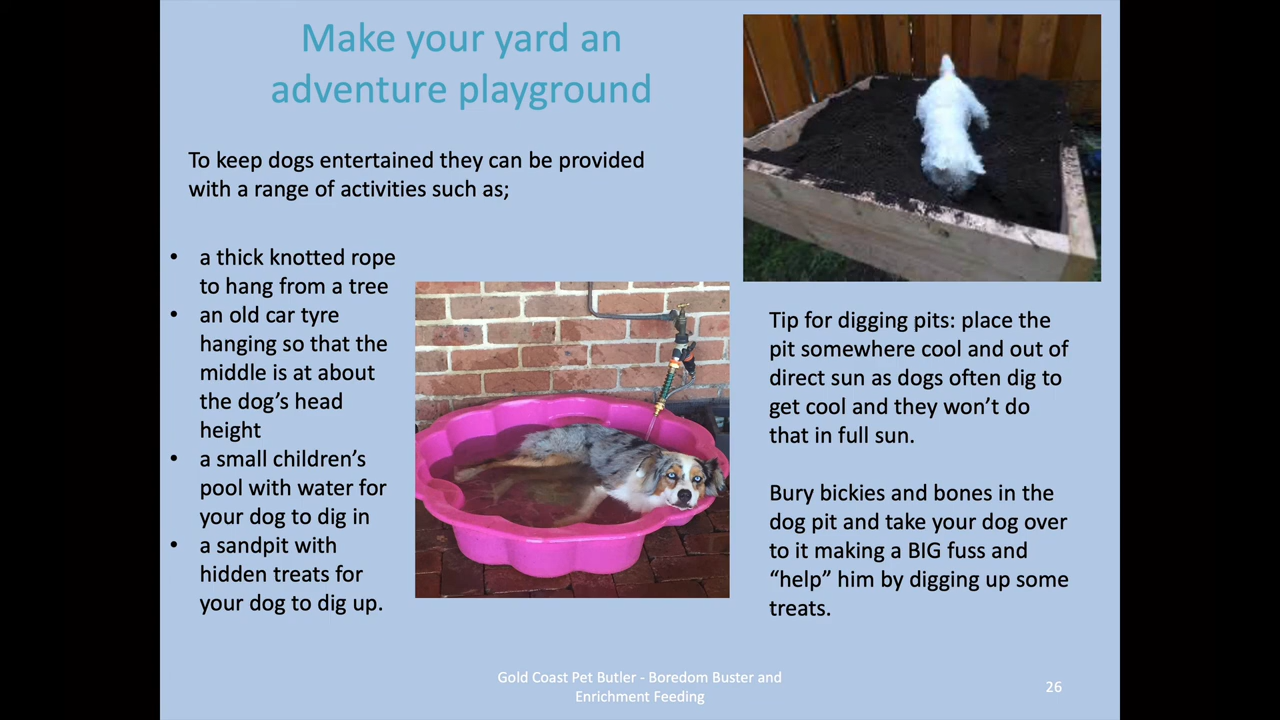 Make your yard an
adventure playground
To keep dogs entertained they can be provided
with a range of activities such as;
• a thick knotted rope
to hang from a tree
• an old car tyre
hanging so that the
middle is at about
the dog’s head
height
• a small children’s
pool with water for
your dog to dig in
• a sandpit with
hidden treats for
your dog to dig up.
Tip for digging pits: place the
pit somewhere cool and out of
direct sun as dogs often dig to
get cool and they won’t do
that in full sun.
Bury bickies and bones in the
dog pit and take your dog over
to it making a BIG fuss and
“help” him by digging up some
treats.
Gold Coast Pet Butler - Boredom Buster and
Enrichment Feeding
26